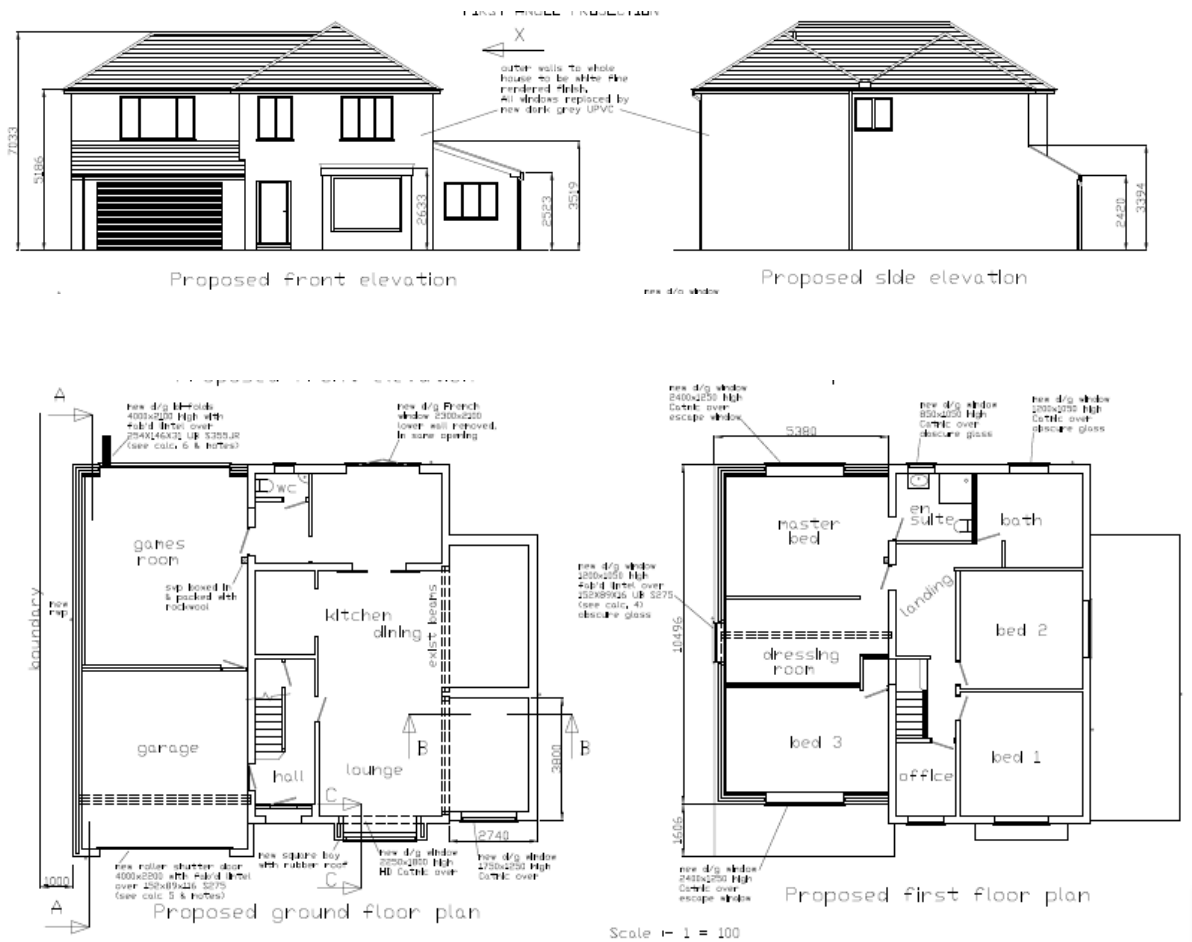 FIRST ANGLE PROJECTION
X
outer walls to whole
house to be white fine
rendered finish.
All windows replaced by
new dark grey UPVC
7033
5186
2633
2523
3519
2420
3394
Proposed front elevation
Proposed side elevation
new d/g window
Proposed front elevation
A
new d/g bi-folds
4000x2100 high with
fab'd lintel over
254X146X31 UB S355JR
(see calc. 6 & notes)
new d/g French
window 2300x2100
lower wall removed.
in same opening
new d/g window
2400x1250 high
Catnic over
escape window
new d/g window
850x1050 high
Catnic over
obscure glass
new d/g window
1200x1050 high
Catnic over
obscure glass
5380
WC
games
room
svp boxed in
& packed with
rockwool
boundary
new
rwp
kitchen
dining
exist beams
master
bed
en
suite
bath
new d/g window
1200x1050 high
fab'd lintel over
152X89X16 UB S275
(see calc. 4)
obscure glass
10496
landing
bed 2
dressing
room
garage
hall
lounge
B
B
3800
bed 3
office
bed 1
C
2740
1606
1000
new roller shutter door
4000x2200 with fab'd lintel
over 152x89x16 S275
(see calc 5 & notes)
new square bay
with rubber roof
C
new d/g window
2250x1800 high
HD Catnic over
new d/g window
1750x1250 high
Catnic over
new d/g window
2400x1250 high
Catnic over
escape window
A
Proposed ground floor plan
Proposed first floor plan
Scale :- 1 = 100